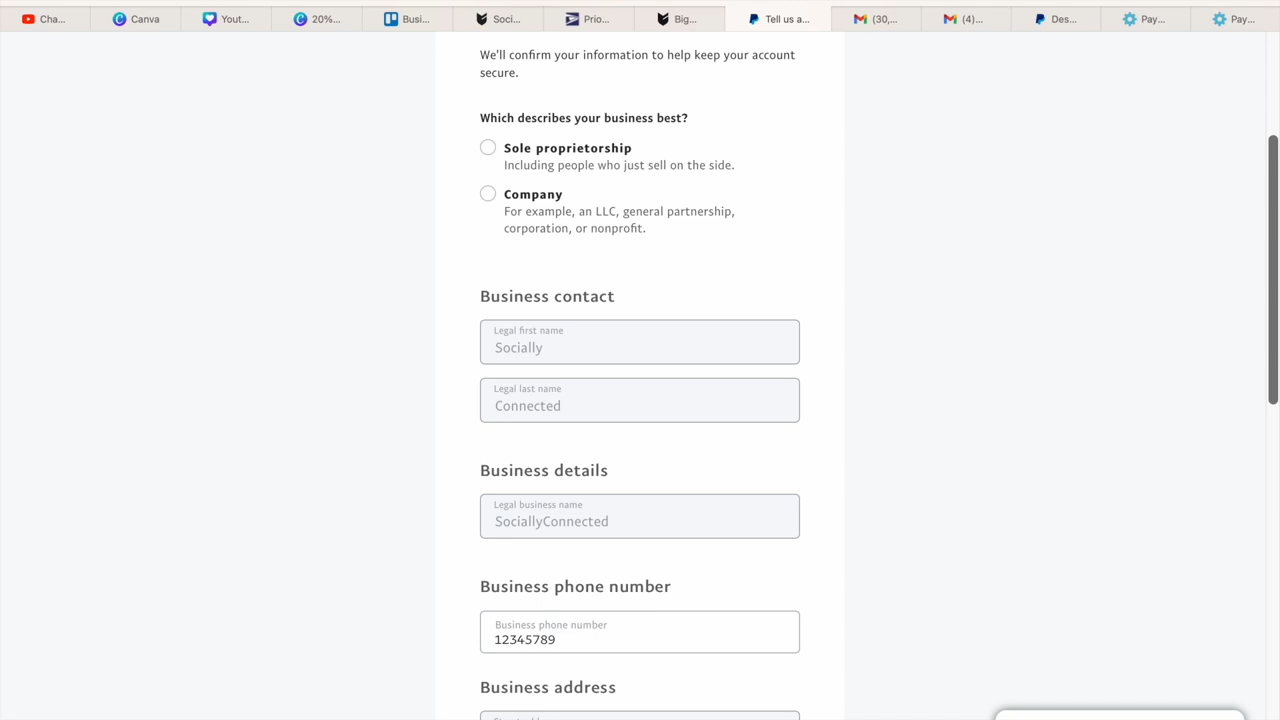 Cha...
Canva
Yout...
20%...
Busi...
Soci...
Prio...
Big...
Tell us a...
(30,...
(4)...
Des...
Pay...
Pay...
We'll confirm your information to help keep your account
secure.
Which describes your business best?
Sole proprietorship
Including people who just sell on the side.
Company
For example, an LLC, general partnership,
corporation, or nonprofit.
Business contact
Legal first name
Socially
Legal last name
Connected
Business details
Legal business name
SociallyConnected
Business phone number
Business phone number
12345789
Business address